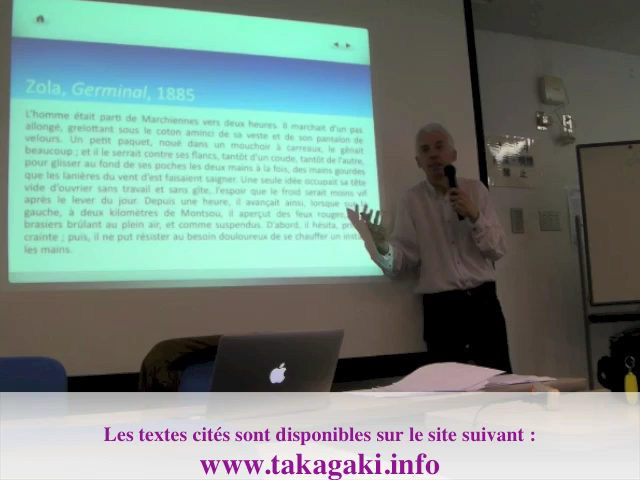 Zola, Germinal, 1885
L'homme était parti de Marchiennes vers deux heures. Il marchait d'un pas
allongé, grelottant sous le coton aminci de sa veste et de son pantalon de
velours. Un petit paquet, noué dans un mouchoir à carreaux, le gênait
beaucoup ; et il le serrait contre ses flancs, tantôt d'un coude, tantôt de l'autre,
pour glisser au fond de ses poches les deux mains à la fois, des mains gourdes
que les lanières du vent d'est faisaient saigner. Une seule idée occupait sa tête
vide d'ouvrier sans travail et sans gîte, l'espoir que le froid serait moins vif
après le lever du jour. Depuis une heure, il avançait ainsi, lorsque sur la
gauche, à deux kilomètres de Montsou, il aperçut des feux rouges,
brasiers brûlant au plein air, et comme suspendus. D'abord, il hésita,
crainte ; puis, il ne put résister au besoin douloureux de se chauffer un
les mains.
Les textes cités sont disponibles sur le site suivant :
www.takagaki.info